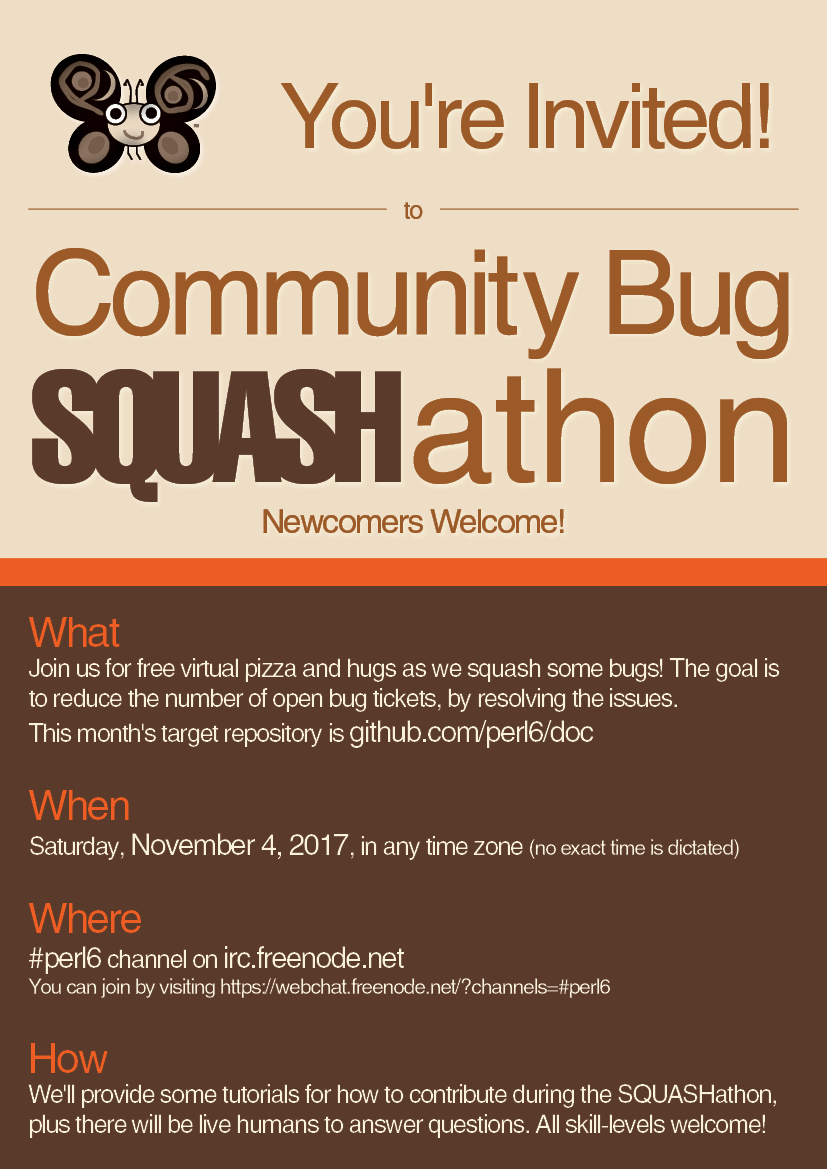 You're Invited!
to
Community Bug
SQUASHathon
Newcomers Welcome!
What
Join us for free virtual pizza and hugs as we squash some bugs! The goal is
to reduce the number of open bug tickets, by resolving the issues.
This month's target repository is github.com/perl6/doc
When
Saturday, November 4, 2017, in any time zone (no exact time is dictated)
Where
#perl6 channel on irc.freenode.net
You can join by visiting https://webchat.freenode.net/?channels=#perl6
How
We'll provide some tutorials for how to contribute during the SQUASHathon,
plus there will be live humans to answer questions. All skill-levels welcome!